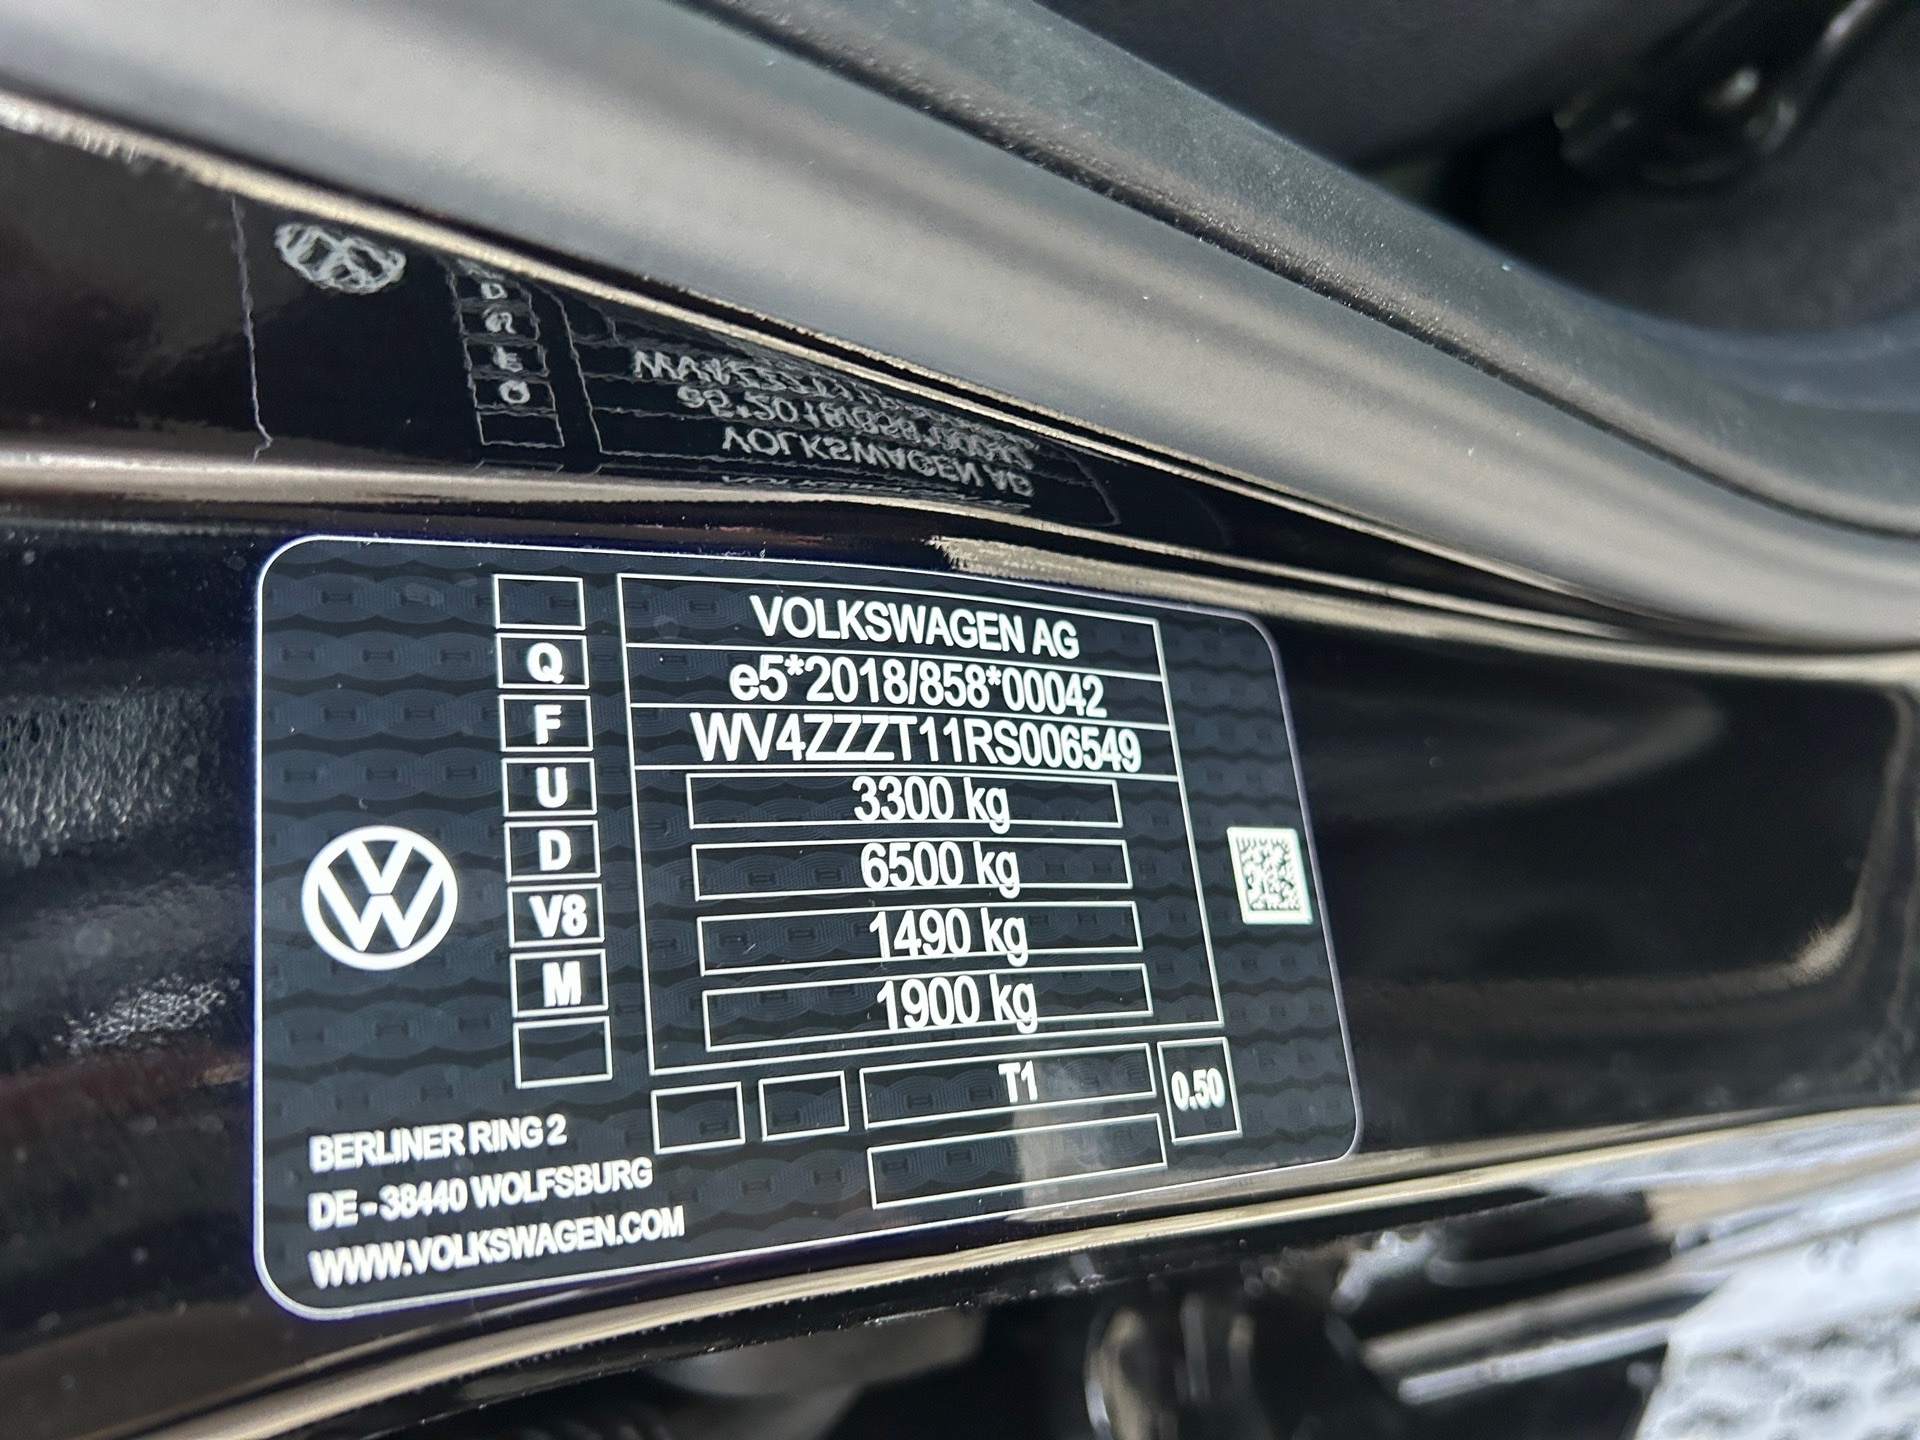 VOLKSWAGEN AG
e5*2018/858*00042
WV4ZZZT11RS006549
3300 kg
6500 kg
1490 kg
1900 kg
Q
F
U
D
V8
M
T1
0.50
BERLINER RING 2
DE - 38440 WOLFSBURG
WWW.VOLKSWAGEN.COM